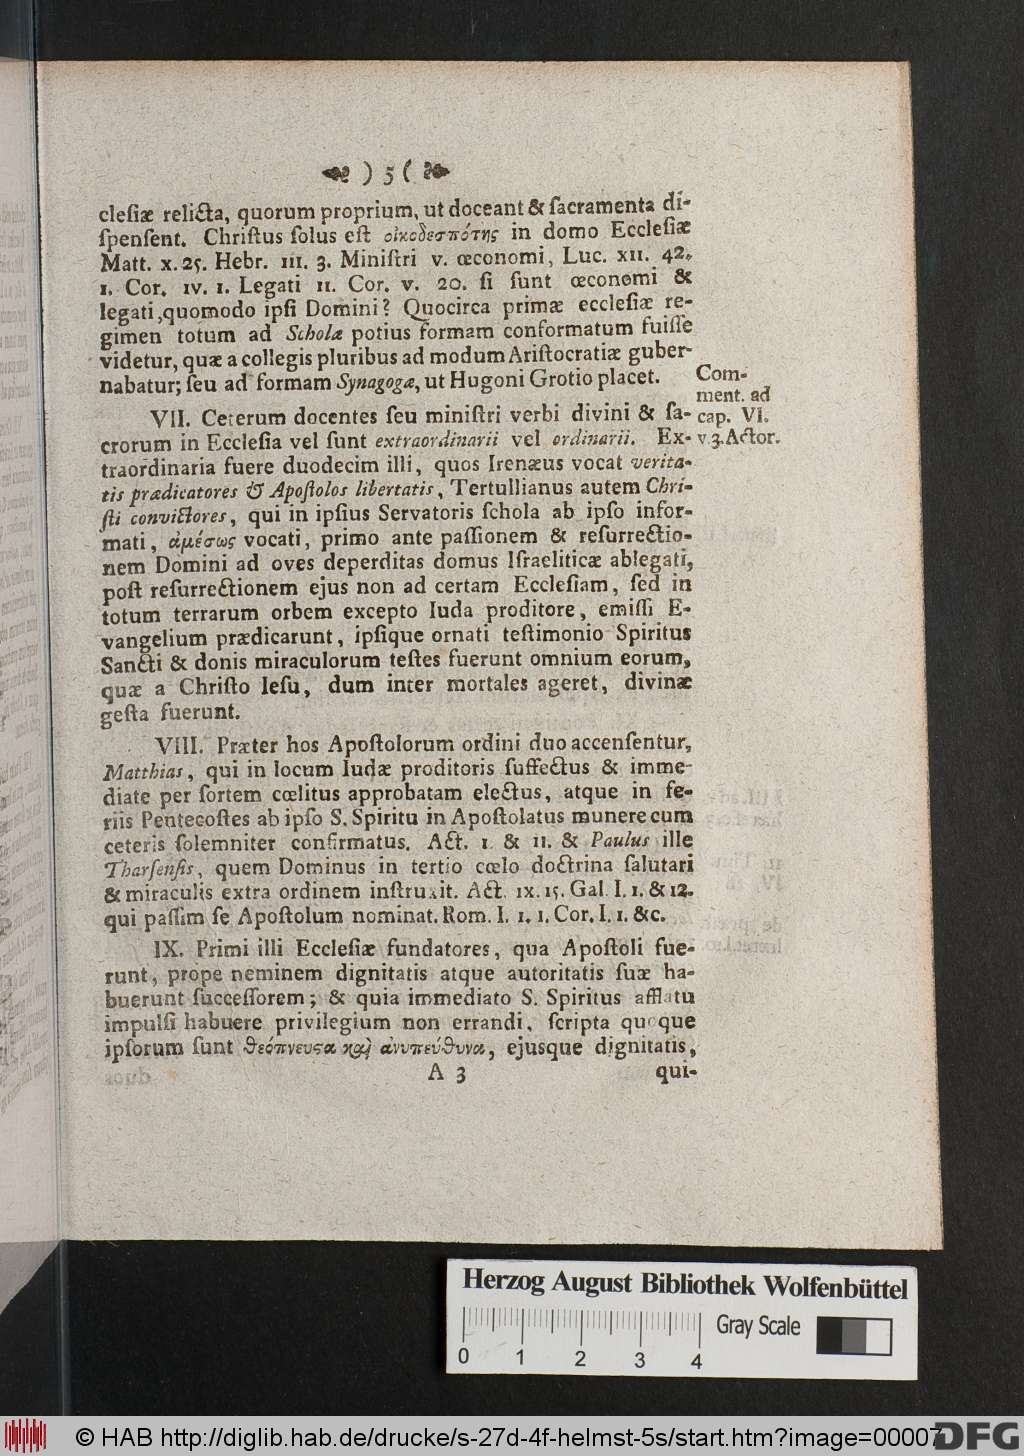 ) 5 (
cleſiæ relicta, quorum proprium, ut doceant & ſacramenta di-
ſpenſent. Chriſtus ſolus eſt οἰκοδεσπότης in domo Eccleſiæ
Matt. x. 25. Hebr. III. 3. Miniſtri v. œconomi, Luc. XII. 42.
1. Cor. IV. 1. Legati II. Cor. V. 20. ſi ſunt œconomi &
legati, quomodo ipſi Domini? Quocirca primæ eccleſiæ re-
gimen totum ad Scholæ potius formam conformatum fuiſſe
videtur, quæ a collegis pluribus ad modum Ariſtocratiæ guber-
nabatur; ſeu ad formam Synagogæ, ut Hugoni Grotio placet.
Com-
ment. ad
cap. VI.
v 3. Actor.
VII. Ceterum docentes ſeu miniſtri verbi divini & ſa-
crorum in Eccleſia vel ſunt extraordinarii vel ordinarii. Ex-
traordinaria fuere duodecim illi, quos Irenæus vocat verita-
tis prædicatores & Apoſtolos libertatis, Tertullianus autem Chri-
ſti convictores, qui in ipſius Servatoris ſchola ab ipſo infor-
mati, ἀμέσως vocati, primo ante paſſionem & reſurrectio-
nem Domini ad oves deperditas domus Iſraeliticæ ablegati,
poſt reſurrectionem ejus non ad certam Eccleſiam, ſed in
totum terrarum orbem excepto Iuda proditore, emiſſi E-
vangelium prædicarunt, ipſique ornati teſtimonio Spiritus
Sancti & donis miraculorum teſtes fuerunt omnium eorum,
quæ a Chriſto Ieſu, dum inter mortales ageret, divinæ
geſta fuerunt.
VIII. Præter hos Apoſtolorum ordini duo accenſentur,
Matthias, qui in locum Iudæ proditoris ſuffectus & imme-
diate per ſortem cœlitus approbatam electus, atque in fe-
riis Pentecoſtes ab ipſo S. Spiritu in Apoſtolatus munere cum
ceteris ſolemniter confirmatus. Act. I. & II. & Paulus ille
Tharſenſis, quem Dominus in tertio cœlo doctrina ſalutari
& miraculis extra ordinem inſtruxit. Act. IX. 15. Gal. I. 1. & 12.
qui paſſim ſe Apoſtolum nominat. Rom. I. 1. 1. Cor. I. 1. &c.
IX. Primi illi Eccleſiæ fundatores, qua Apoſtoli fue-
runt, prope neminem dignitatis atque autoritatis ſuæ ha-
buerunt ſucceſſorem; & quia immediato S. Spiritus afflatu
impulſi habuere privilegium non errandi, ſcripta quoque
ipſorum ſunt θεόπνευϛα καὶ ἀνυπεύθυνα, ejusque dignitatis,
A 3
qui-
Herzog August Bibliothek Wolfenbüttel
Gray Scale
0 1 2 3 4
© HAB http://diglib.hab.de/drucke/s-27d-4f-helmst-5s/start.htm?image=00007
DFG